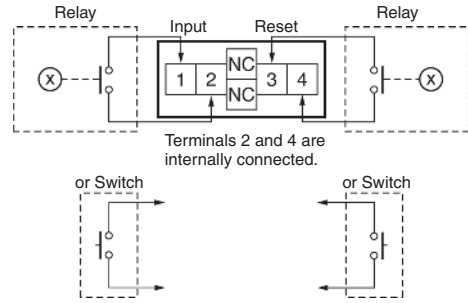 Relay
Relay
Input
Reset
X
1
2
NC
NC
3
4
X
Terminals 2 and 4 are
internally connected.
or Switch
or Switch